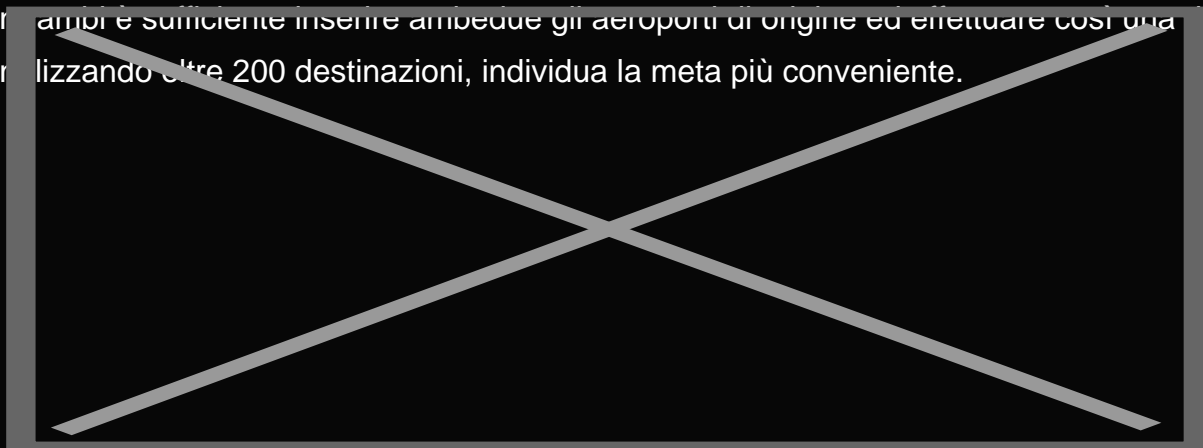 ambi è sufficiente inserire ambedue gli aeroporti di origine ed effettuare così una
lizzando oltre 200 destinazioni, individua la meta più conveniente.